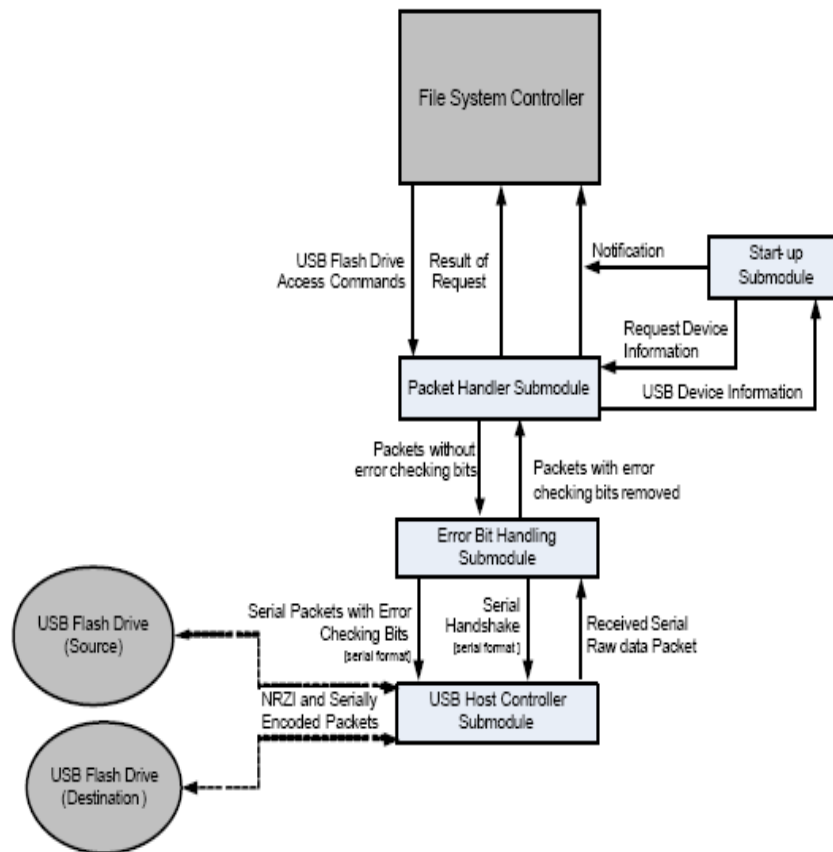 File System Controller
USB Flash Drive
Access Commands
Result of
Request
Notification
Start-up
Submodule
Request Device
Information
Packet Handler Submodule
USB Device Information
Packets without
error checking bits
Packets with error
checking bits removed
Error Bit Handling
Submodule
USB Flash Drive
(Source)
Serial Packets with Error
Checking Bits
[serial format]
Serial
Handshake
[serial format ]
Received Serial
Raw data Packet
NRZI and Serially
Encoded Packets
USB Host Controller
Submodule
USB Flash Drive
(Destination )